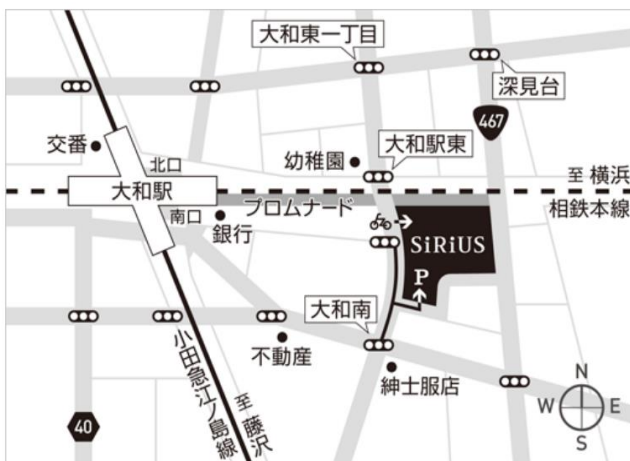 大和東一丁目
深見台
467
交番
北口
幼稚園
大和駅東
至 横浜
大和駅
南口
プロムナード
相鉄本線
銀行
SiRiUS
P
大和南
不動産
紳士服店
小田急江ノ島線
至 藤沢
40
N
W
E
S